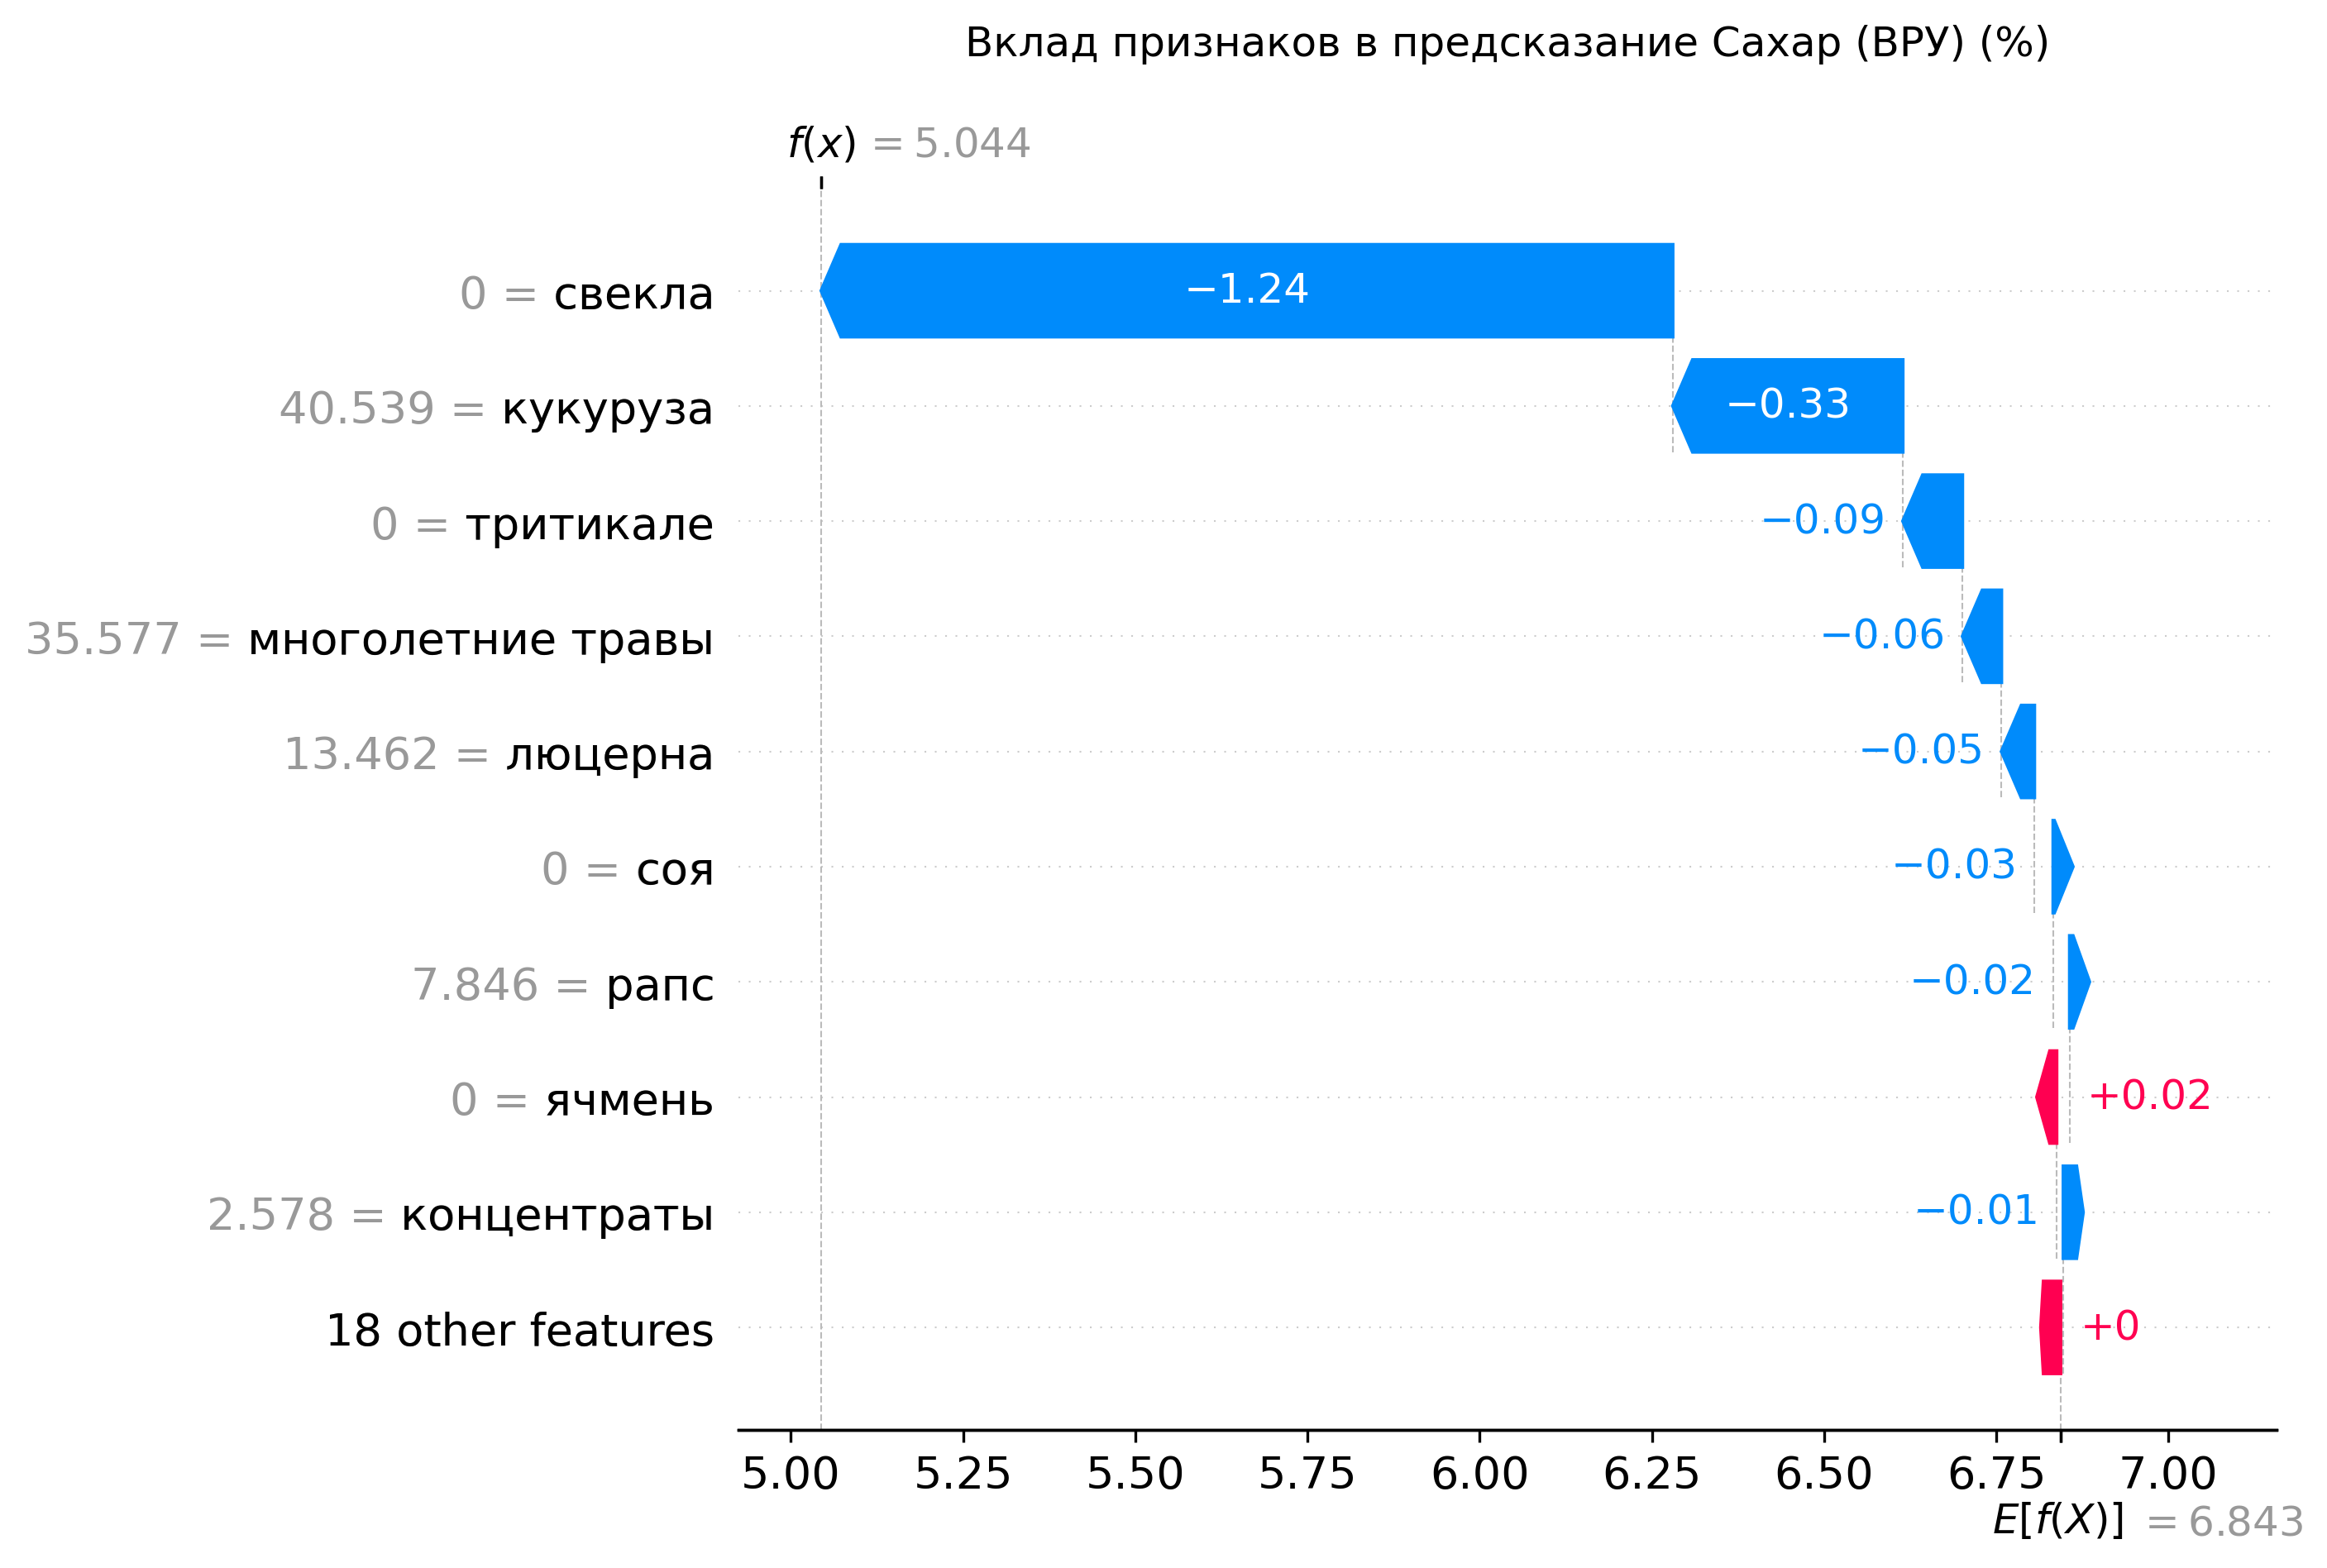 Вклад признаков в предсказание Сахар (ВРУ) (%)
f(x) = 5.044
0 = свекла −1.24
40.539 = кукуруза −0.33
0 = тритикале −0.09
35.577 = многолетние травы −0.06
13.462 = люцерна −0.05
0 = соя −0.03
7.846 = рапс −0.02
0 = ячмень +0.02
2.578 = концентраты −0.01
18 other features +0
5.00 5.25 5.50 5.75 6.00 6.25 6.50 6.75 7.00
E[f(X)] = 6.843